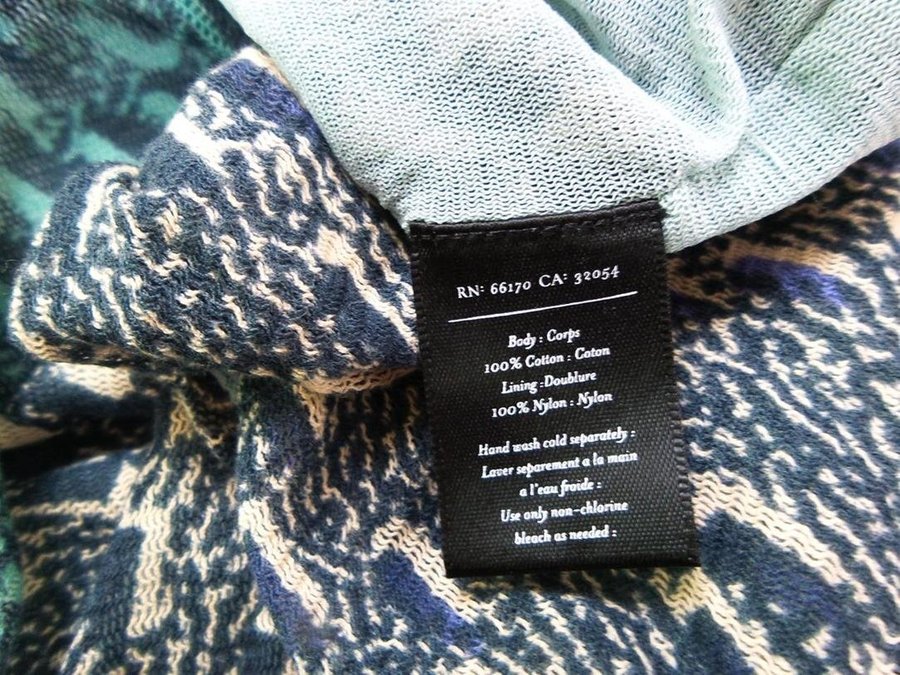 RN: 66170 CA: 32054
Body : Corps
100% Cotton : Coton
Lining :Doublure
100% Nylon : Nylon
Hand wash cold separately :
Laver separement a la main
a l'eau froide :
Use only non-chlorine
bleach as needed :